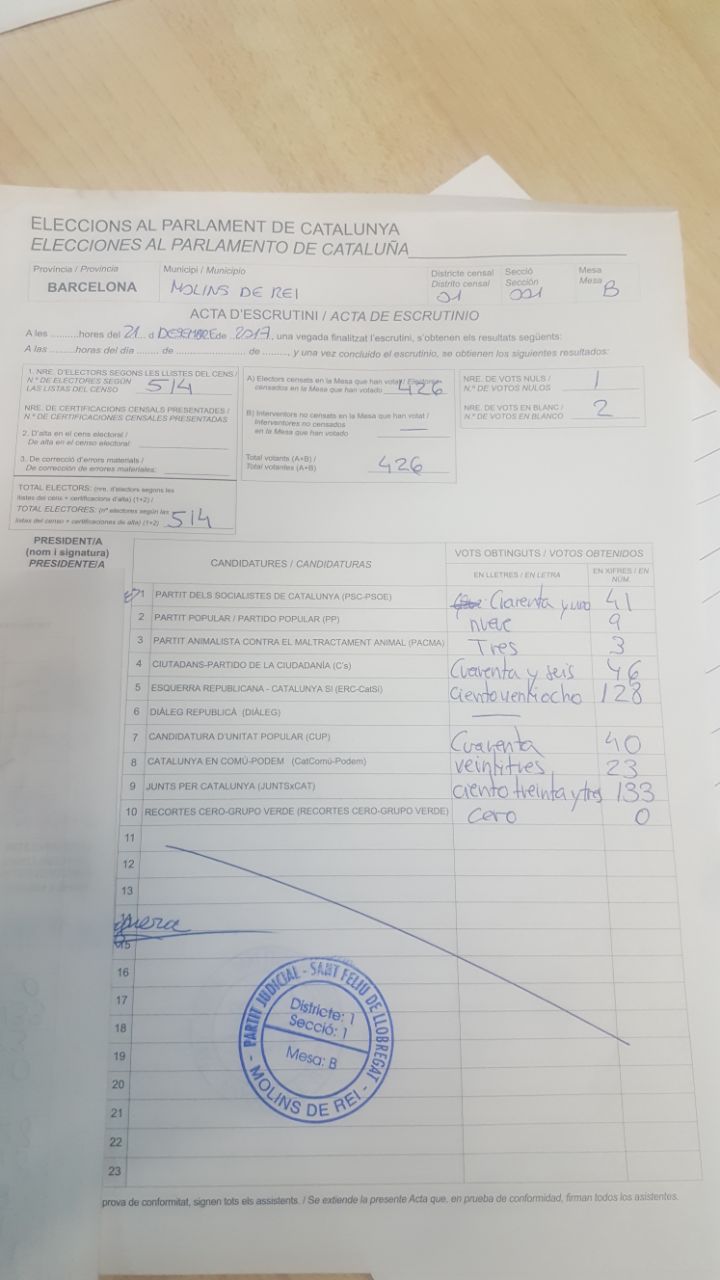 ELECCIONS AL PARLAMENT DE CATALUNYA
ELECCIONES AL PARLAMENTO DE CATALUÑA
Provincia / Provincia Municipi / Municipio Districte censal Secció Mesa
Distrito censal Sección Mesa
BARCELONA MOLINS DE REI 01 001 B
ACTA D'ESCRUTINI / ACTA DE ESCRUTINIO
A les ..........hores del 21 d DESEMBRE de 2017, una vegada finalitzat l'escrutini, s'obtenen els resultats següents:
A las ..........horas del día ........ de ........................ de .........., y una vez concluido el escrutinio, se obtienen los siguientes resultados:
1. NRE. D'ELECTORS SEGONS LES LLISTES DEL CENS /
N.º DE ELECTORES SEGÚN
LAS LISTAS DEL CENSO 514
NRE. DE CERTIFICACIONS CENSALS PRESENTADES /
N.º DE CERTIFICACIONES CENSALES PRESENTADAS
2. D'alta en el cens electoral /
De alta en el censo electoral:
3. De correcció d'errors materials /
De corrección de errores materiales:
TOTAL ELECTORS: (nre. d'electors segons les
llistes del cens + certificacions d'alta) (1+2) /
TOTAL ELECTORES: (nº electores según las
listas del censo + certificaciones de alta) (1+2) 514
A) Electors censats en la Mesa que han votat / Electores
censados en la Mesa que han votado 426
B) Interventors no censats en la Mesa que han votat /
Interventores no censados
en la Mesa que han votado —
Total votants (A+B) /
Total votantes (A+B) 426
NRE. DE VOTS NULS /
N.º DE VOTOS NULOS 1
NRE. DE VOTS EN BLANC /
N.º DE VOTOS EN BLANCO 2
PRESIDENT/A
(nom i signatura)
PRESIDENTE/A
CANDIDATURES / CANDIDATURAS VOTS OBTINGUTS / VOTOS OBTENIDOS
EN LLETRES / EN LETRA EN XIFRES / EN NÚM.
1 PARTIT DELS SOCIALISTES DE CATALUNYA (PSC-PSOE) Cuarenta y uno 41
2 PARTIT POPULAR / PARTIDO POPULAR (PP) nueve 9
3 PARTIT ANIMALISTA CONTRA EL MALTRACTAMENT ANIMAL (PACMA) Tres 3
4 CIUTADANS-PARTIDO DE LA CIUDADANÍA (C's) Cuarenta y seis 46
5 ESQUERRA REPUBLICANA - CATALUNYA SÍ (ERC-CatSí) Ciento ventiocho 128
6 DIÀLEG REPUBLICÀ (DIÀLEG) —
7 CANDIDATURA D'UNITAT POPULAR (CUP) Cuarenta 40
8 CATALUNYA EN COMÚ-PODEM (CatComú-Podem) veintitres 23
9 JUNTS PER CATALUNYA (JUNTSxCAT) ciento treinta y tres 133
10 RECORTES CERO-GRUPO VERDE (RECORTES CERO-GRUPO VERDE) Cero 0
11
12
13
15
16
17
18
19
20
21
22
23
PARTIT JUDICIAL - SANT FELIU DE LLOBREGAT -
Districte: 1
Secció: 1
Mesa: B
MOLINS DE REI
prova de conformitat, signen tots els assistents. / Se extiende la presente Acta que, en prueba de conformidad, firman todos los asistentes.